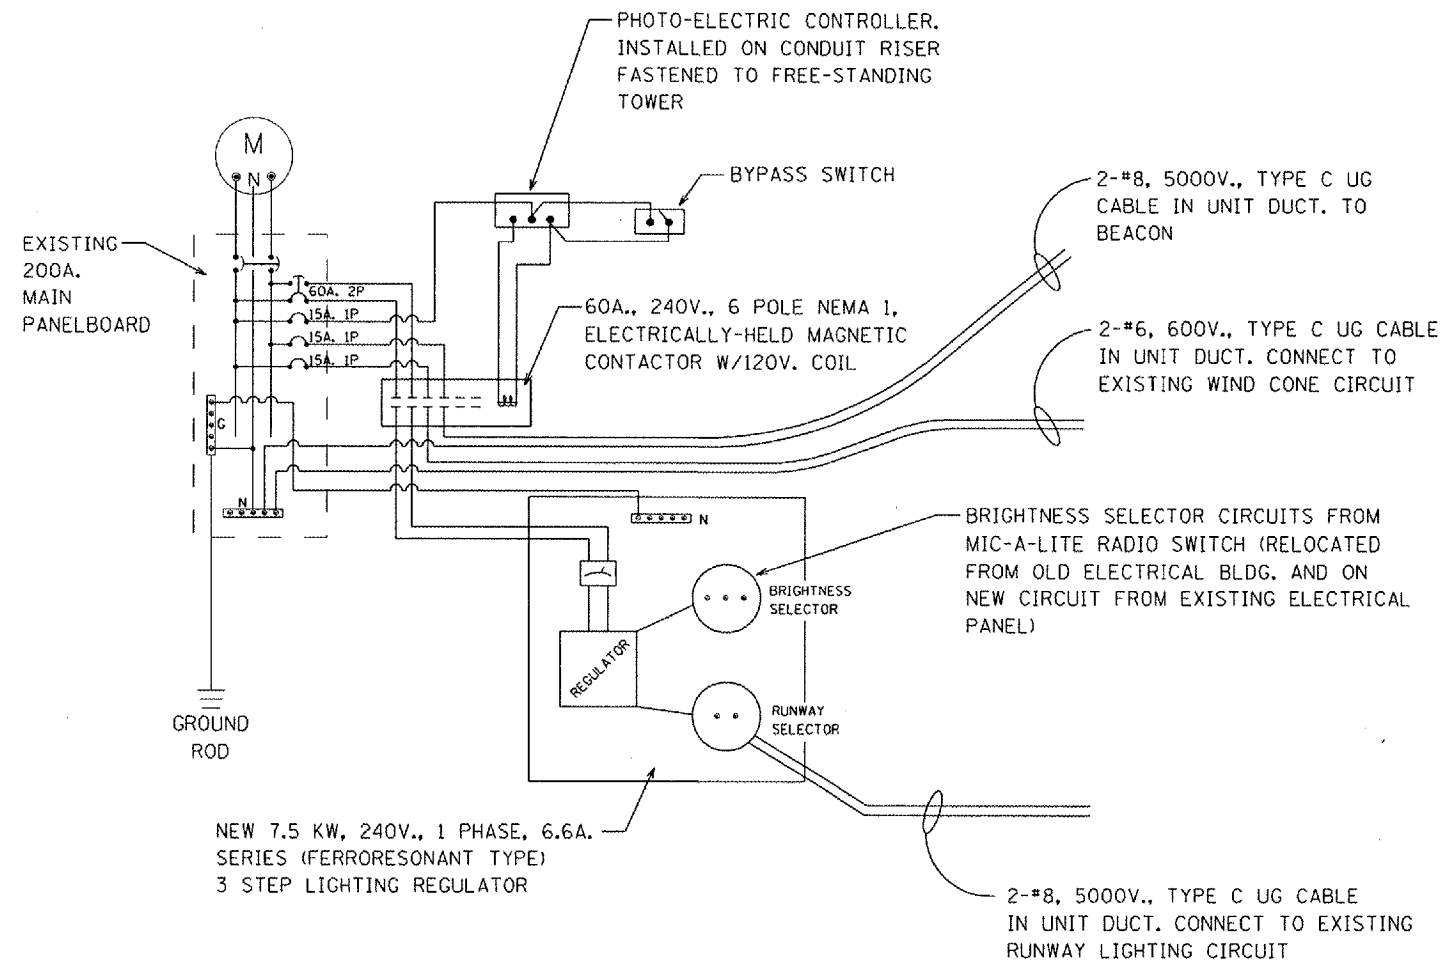 PHOTO-ELECTRIC CONTROLLER.
INSTALLED ON CONDUIT RISER
FASTENED TO FREE-STANDING
TOWER
M
N
BYPASS SWITCH
2-#8, 5000V., TYPE C UG
CABLE IN UNIT DUCT. TO
BEACON
EXISTING
200A.
MAIN
PANELBOARD
60A. 2P
15A. 1P
15A. 1P
15A. 1P
60A., 240V., 6 POLE NEMA 1,
ELECTRICALLY-HELD MAGNETIC
CONTACTOR W/120V. COIL
2-#6, 600V., TYPE C UG CABLE
IN UNIT DUCT. CONNECT TO
EXISTING WIND CONE CIRCUIT
G
N
N
BRIGHTNESS SELECTOR CIRCUITS FROM
MIC-A-LITE RADIO SWITCH (RELOCATED
FROM OLD ELECTRICAL BLDG. AND ON
NEW CIRCUIT FROM EXISTING ELECTRICAL
PANEL)
BRIGHTNESS
SELECTOR
REGULATOR
RUNWAY
SELECTOR
GROUND
ROD
NEW 7.5 KW, 240V., 1 PHASE, 6.6A.
SERIES (FERRORESONANT TYPE)
3 STEP LIGHTING REGULATOR
2-#8, 5000V., TYPE C UG CABLE
IN UNIT DUCT. CONNECT TO EXISTING
RUNWAY LIGHTING CIRCUIT